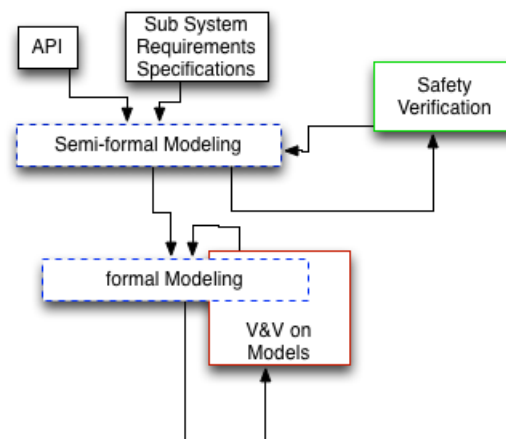 API
Sub System
Requirements
Specifications
Safety
Verification
Semi-formal Modeling
formal Modeling
V&V on
Models